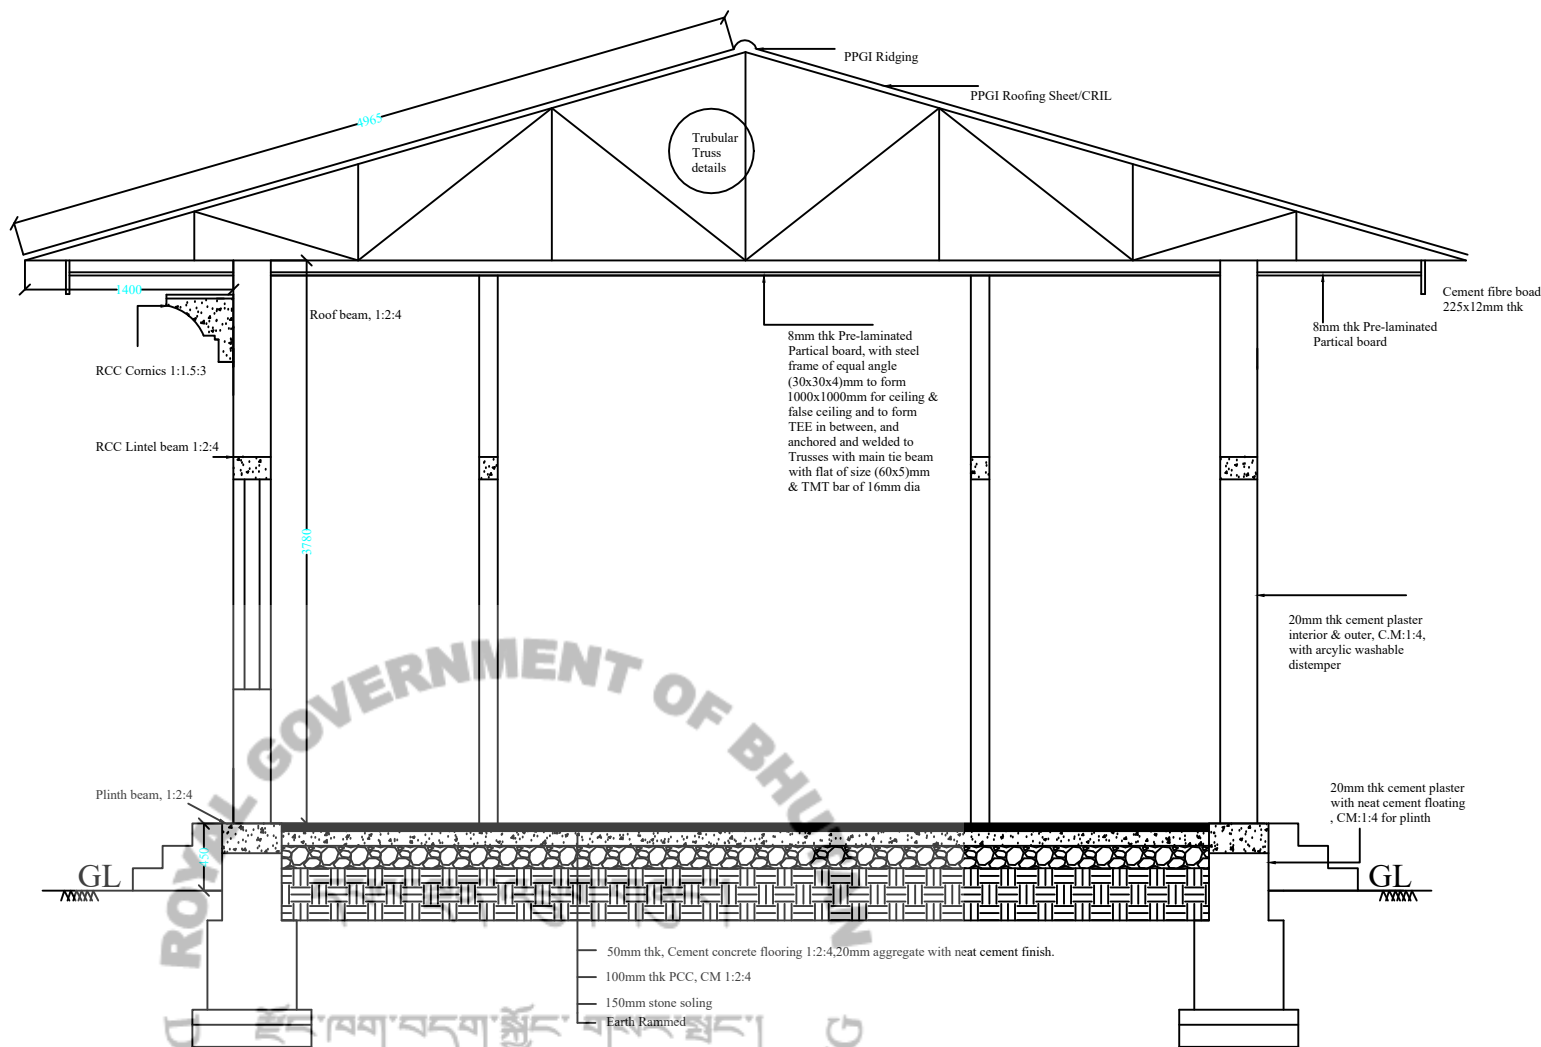 PPGI Ridging
PPGI Roofing Sheet/CRIL
4965
Trubular
Truss
details
1400
Cement fibre boad
225x12mm thk
Roof beam, 1:2:4
8mm thk Pre-laminated
Partical board
8mm thk Pre-laminated
Partical board, with steel
frame of equal angle
(30x30x4)mm to form
1000x1000mm for ceiling &
false ceiling and to form
TEE in between, and
anchored and welded to
Trusses with main tie beam
with flat of size (60x5)mm
& TMT bar of 16mm dia
RCC Cornics 1:1.5:3
RCC Lintel beam 1:2:4
3780
20mm thk cement plaster
interior & outer, C.M:1:4,
with arcylic washable
distemper
ROYAL GOVERNMENT OF BHUTAN
Plinth beam, 1:2:4
20mm thk cement plaster
with neat cement floating
, CM:1:4 for plinth
450
GL
GL
50mm thk, Cement concrete flooring 1:2:4,20mm aggregate with neat cement finish.
100mm thk PCC, CM 1:2:4
150mm stone soling
Earth Rammed